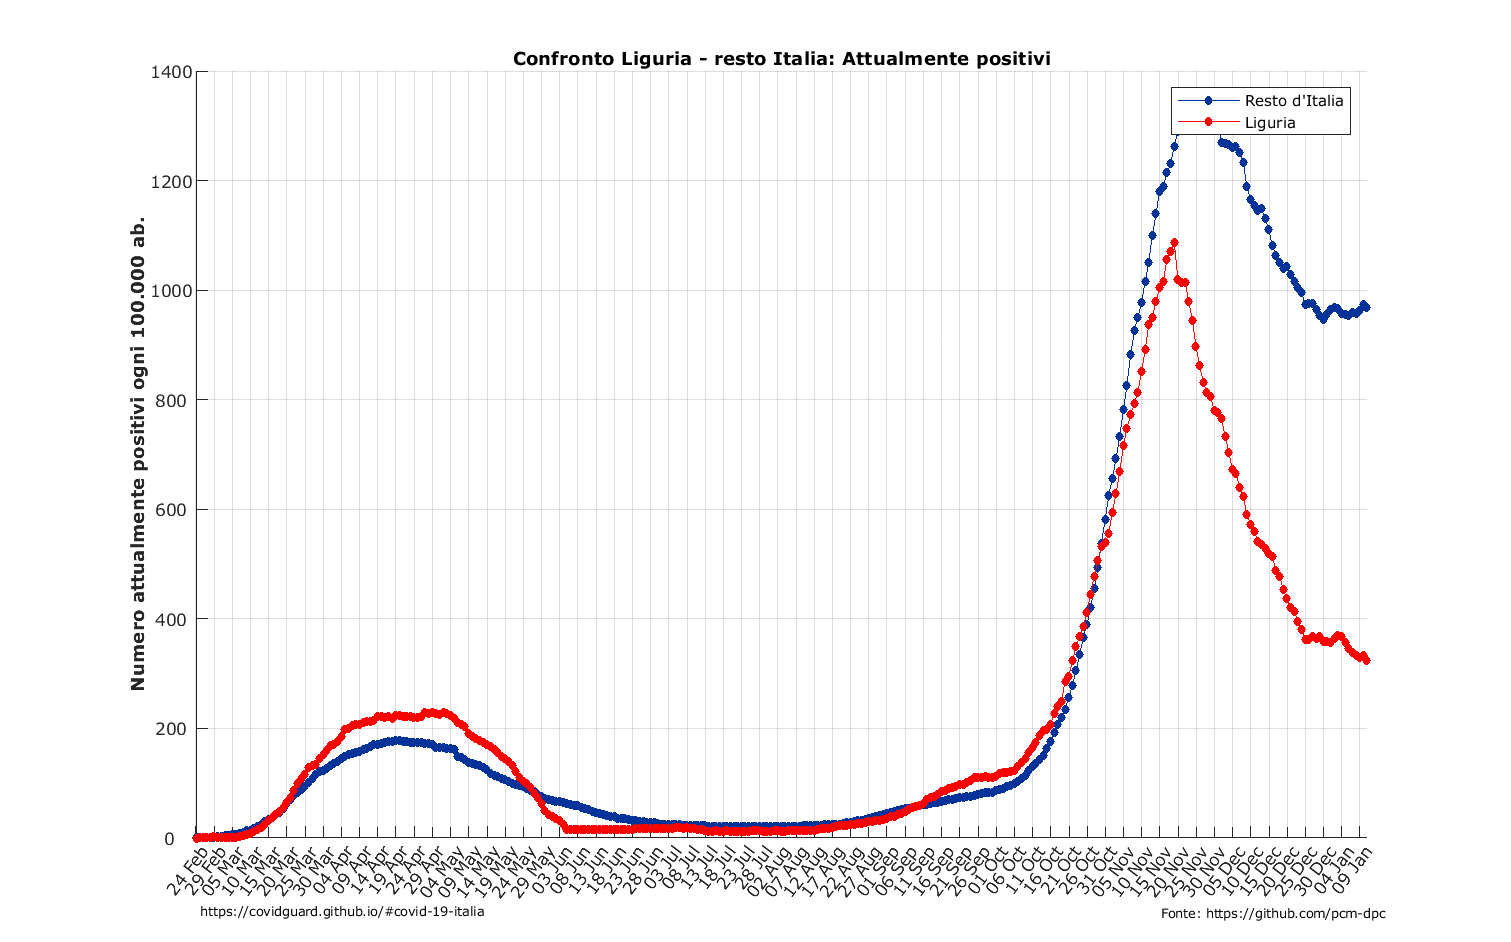 Confronto Liguria - resto Italia: Attualmente positivi
Resto d'Italia
Liguria
Numero attualmente positivi ogni 100.000 ab.
1400
1200
1000
800
600
400
200
0
24 Feb
29 Feb
05 Mar
10 Mar
15 Mar
20 Mar
25 Mar
30 Mar
04 Apr
09 Apr
14 Apr
19 Apr
24 Apr
29 Apr
04 May
09 May
14 May
19 May
24 May
29 May
03 Jun
08 Jun
13 Jun
18 Jun
23 Jun
28 Jun
03 Jul
08 Jul
13 Jul
18 Jul
23 Jul
28 Jul
02 Aug
07 Aug
12 Aug
17 Aug
22 Aug
27 Aug
01 Sep
06 Sep
11 Sep
16 Sep
21 Sep
26 Sep
01 Oct
06 Oct
11 Oct
16 Oct
21 Oct
26 Oct
31 Oct
05 Nov
10 Nov
15 Nov
20 Nov
25 Nov
30 Nov
05 Dec
10 Dec
15 Dec
20 Dec
25 Dec
30 Dec
04 Jan
09 Jan
https://covidguard.github.io/#covid-19-italia
Fonte: https://github.com/pcm-dpc